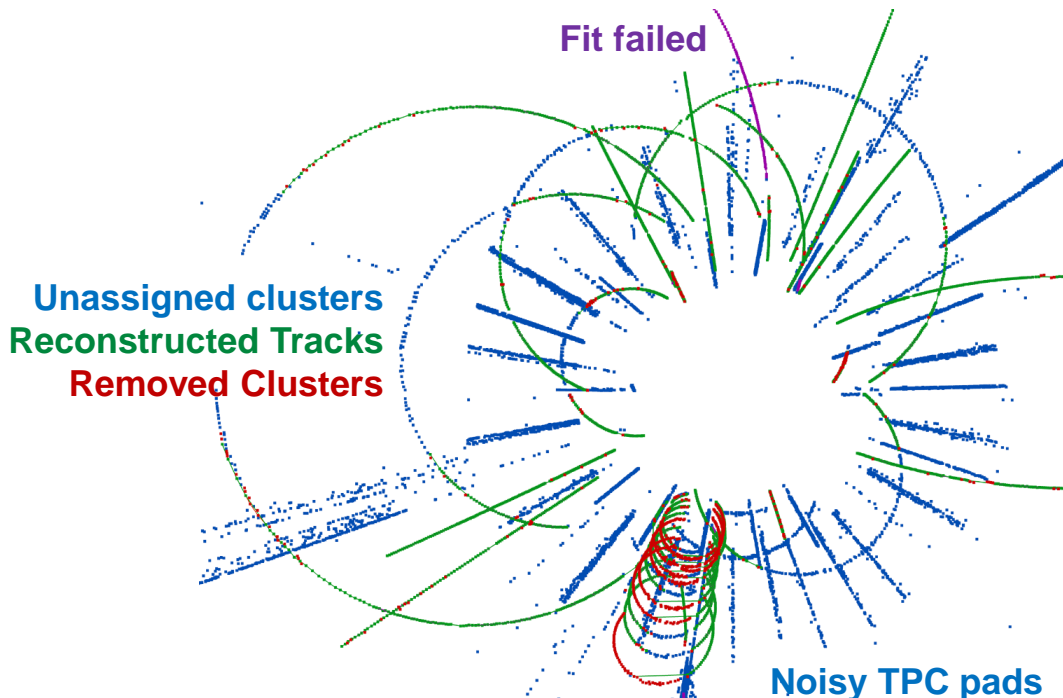 Fit failed
Unassigned clusters
Reconstructed Tracks
Removed Clusters
Noisy TPC pads